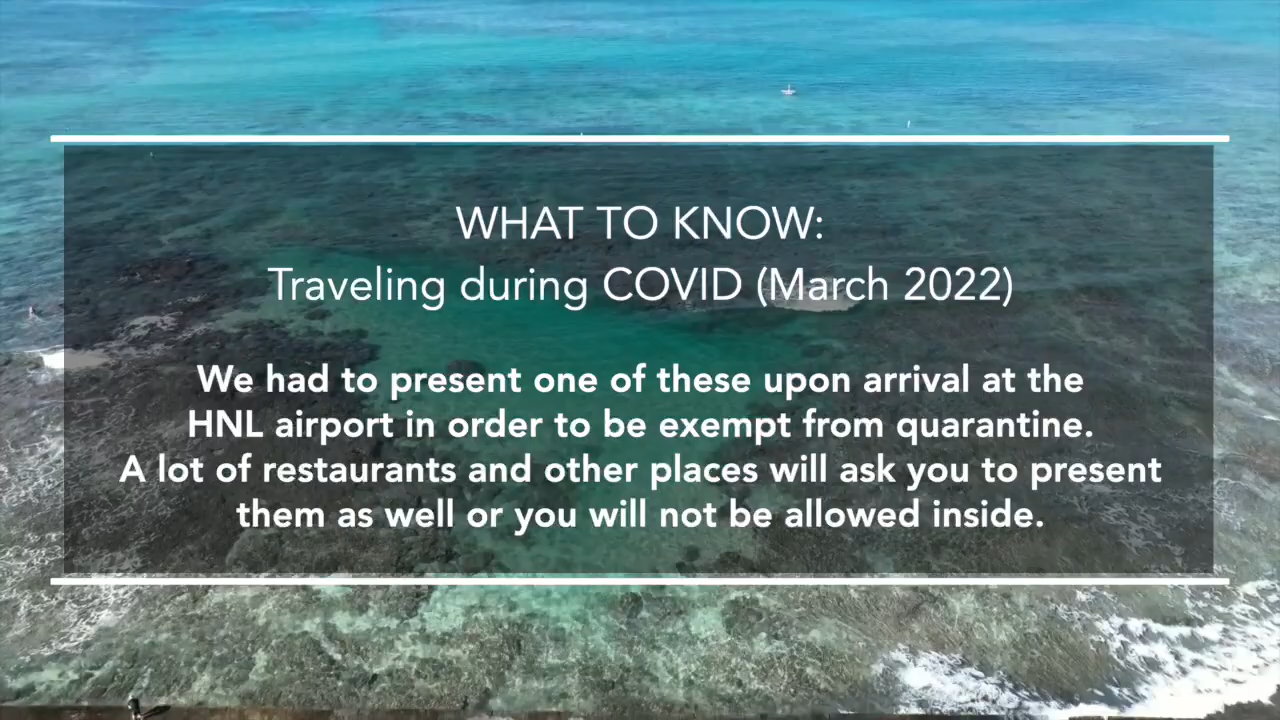 WHAT TO KNOW:
Traveling during COVID (March 2022)
We had to present one of these upon arrival at the
HNL airport in order to be exempt from quarantine.
A lot of restaurants and other places will ask you to present
them as well or you will not be allowed inside.